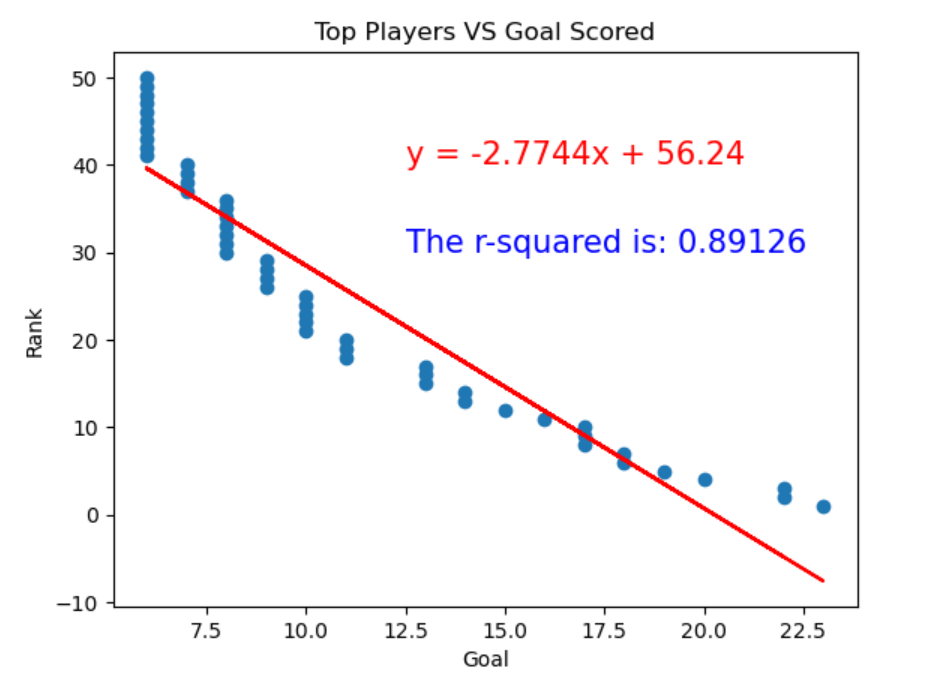 Top Players VS Goal Scored
50
40
30
20
10
0
−10
Rank
y = -2.7744x + 56.24
The r-squared is: 0.89126
7.5 10.0 12.5 15.0 17.5 20.0 22.5
Goal